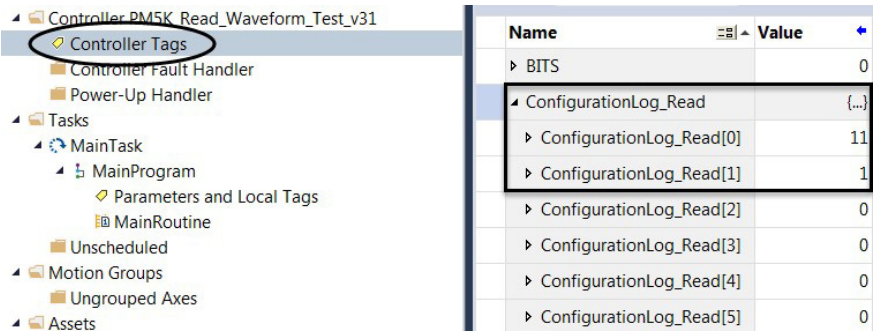 Controller PM5K_Read_Waveform_Test_v31
Controller Tags
Controller Fault Handler
Power-Up Handler
Tasks
MainTask
MainProgram
Parameters and Local Tags
MainRoutine
Unscheduled
Motion Groups
Ungrouped Axes
Assets
Name Value
BITS 0
ConfigurationLog_Read {...}
ConfigurationLog_Read[0] 11
ConfigurationLog_Read[1] 1
ConfigurationLog_Read[2] 0
ConfigurationLog_Read[3] 0
ConfigurationLog_Read[4] 0
ConfigurationLog_Read[5] 0